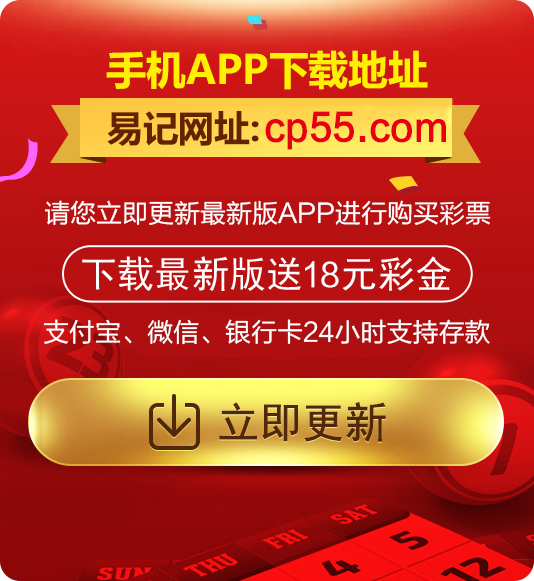 手机APP下载地址
易记网址:cp55.com
请您立即更新最新版APP进行购买彩票
下载最新版送18元彩金
支付宝、微信、银行卡24小时支持存款
立即更新
23
1
SUN THU FRI SAT
4 5
12